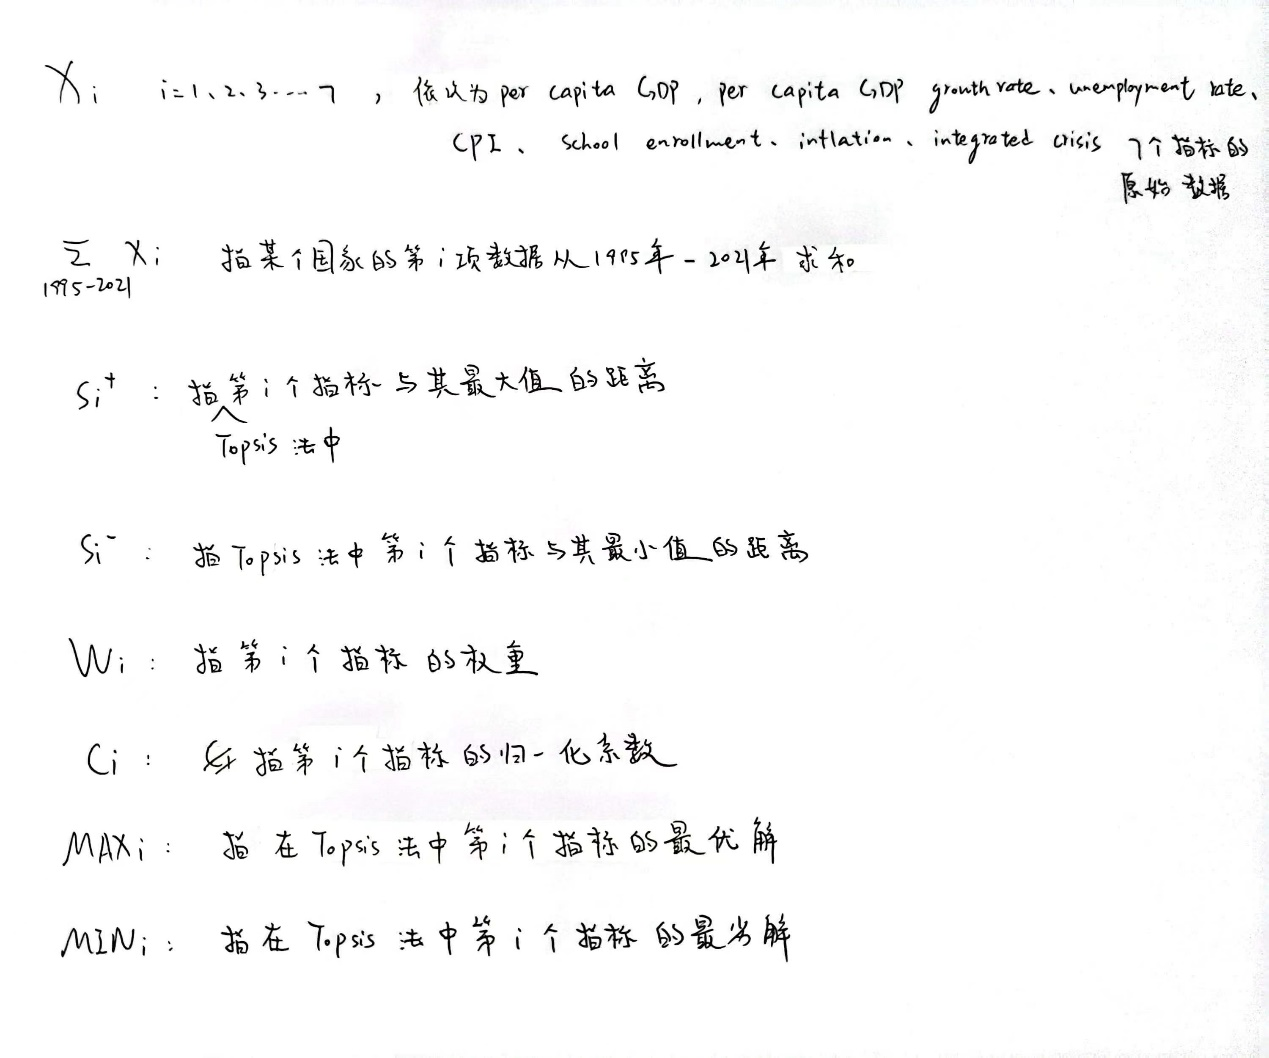 Xi i=1、2、3……7 , 依次为 per capita GDP, per capita GDP growth rate、unemployment rate、
CPI、school enrollment、inflation、integrated crisis 7个指标的
原始数据
∑ Xi 指某个国家的第i项数据从1995年-2021年求和
1995-2021
Si⁺ : 指第i个指标与其最大值的距离
Topsis法中
Si⁻ : 指Topsis法中第i个指标与其最小值的距离
Wi : 指第i个指标的权重
Ci : 指第i个指标的归一化系数
MAXi : 指在Topsis法中第i个指标的最优解
MINi : 指在Topsis法中第i个指标的最劣解